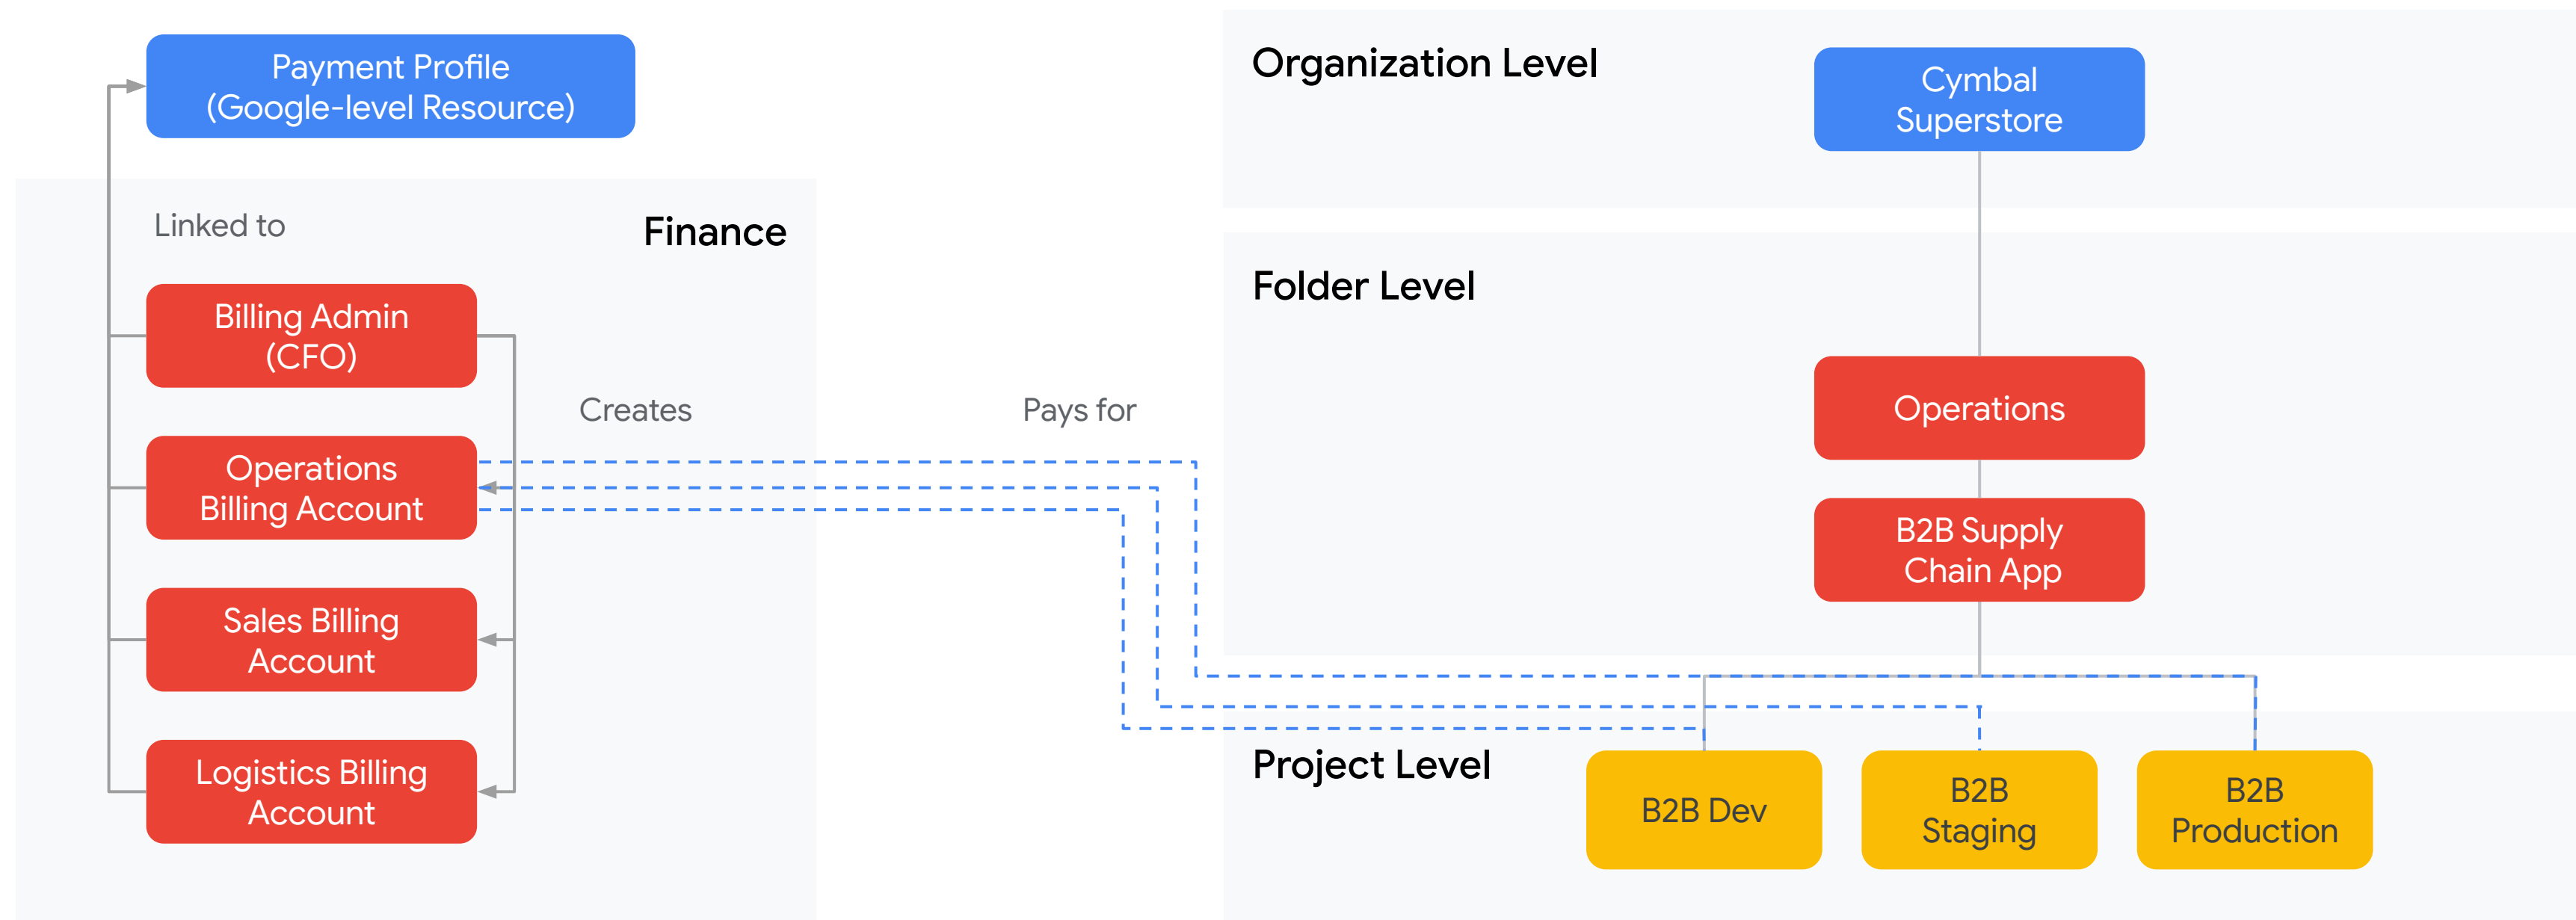 Payment Profile
(Google-level Resource)
Linked to
Finance
Billing Admin
(CFO)
Creates
Pays for
Operations
Billing Account
Sales Billing
Account
Logistics Billing
Account
Organization Level
Cymbal
Superstore
Folder Level
Operations
B2B Supply
Chain App
Project Level
B2B Dev
B2B
Staging
B2B
Production